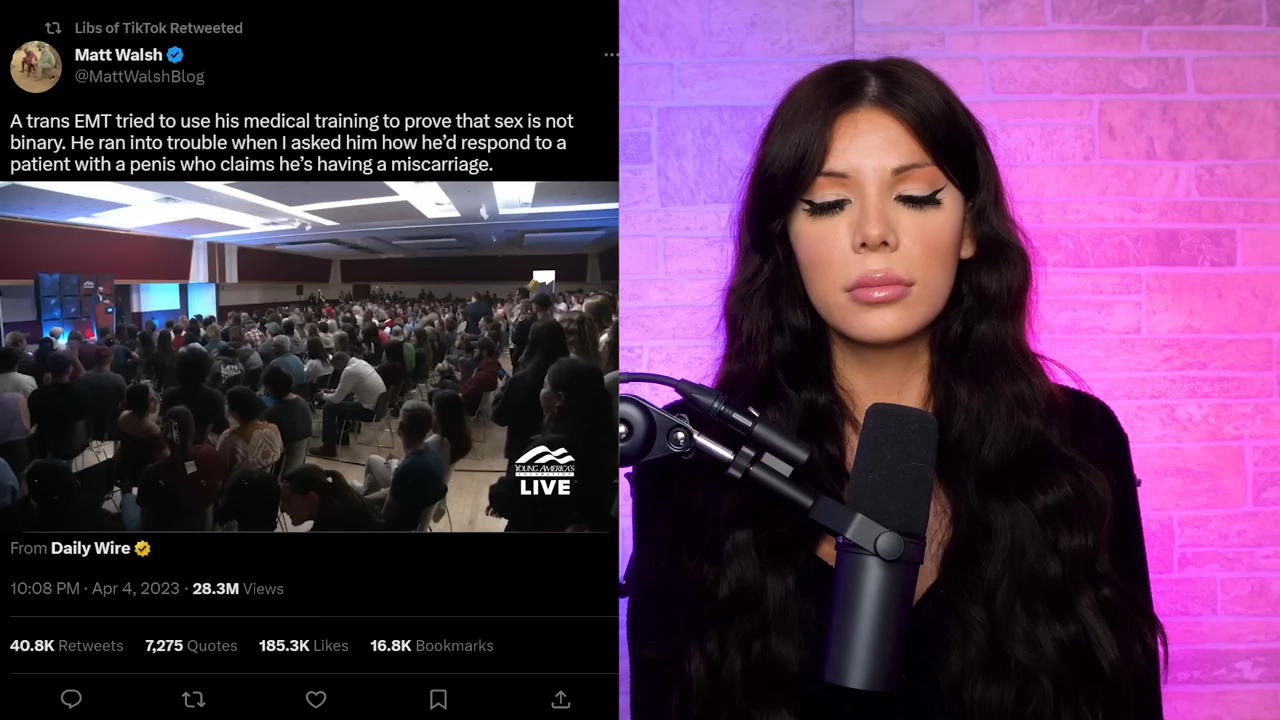 Libs of TikTok Retweeted
Matt Walsh
@MattWalshBlog
A trans EMT tried to use his medical training to prove that sex is not
binary. He ran into trouble when I asked him how he’d respond to a
patient with a penis who claims he’s having a miscarriage.
YOUNG AMERICA'S
FOUNDATION
LIVE
From Daily Wire
10:08 PM · Apr 4, 2023 · 28.3M Views
40.8K Retweets 7,275 Quotes 185.3K Likes 16.8K Bookmarks